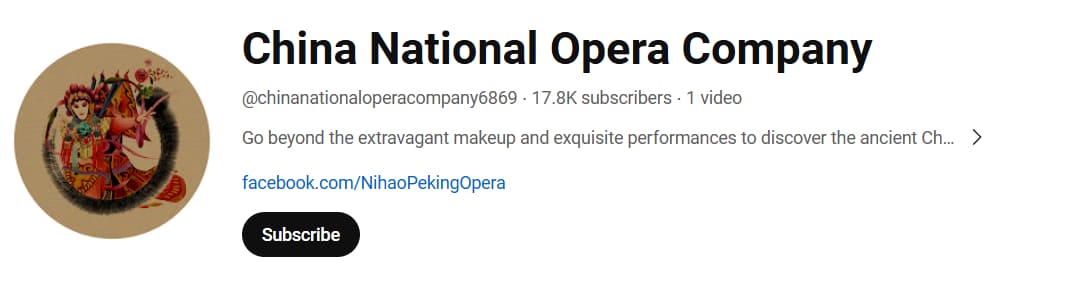 China National Opera Company
@chinanationaloperacompany6869 · 17.8K subscribers · 1 video
Go beyond the extravagant makeup and exquisite performances to discover the ancient Ch...
facebook.com/NihaoPekingOpera
Subscribe